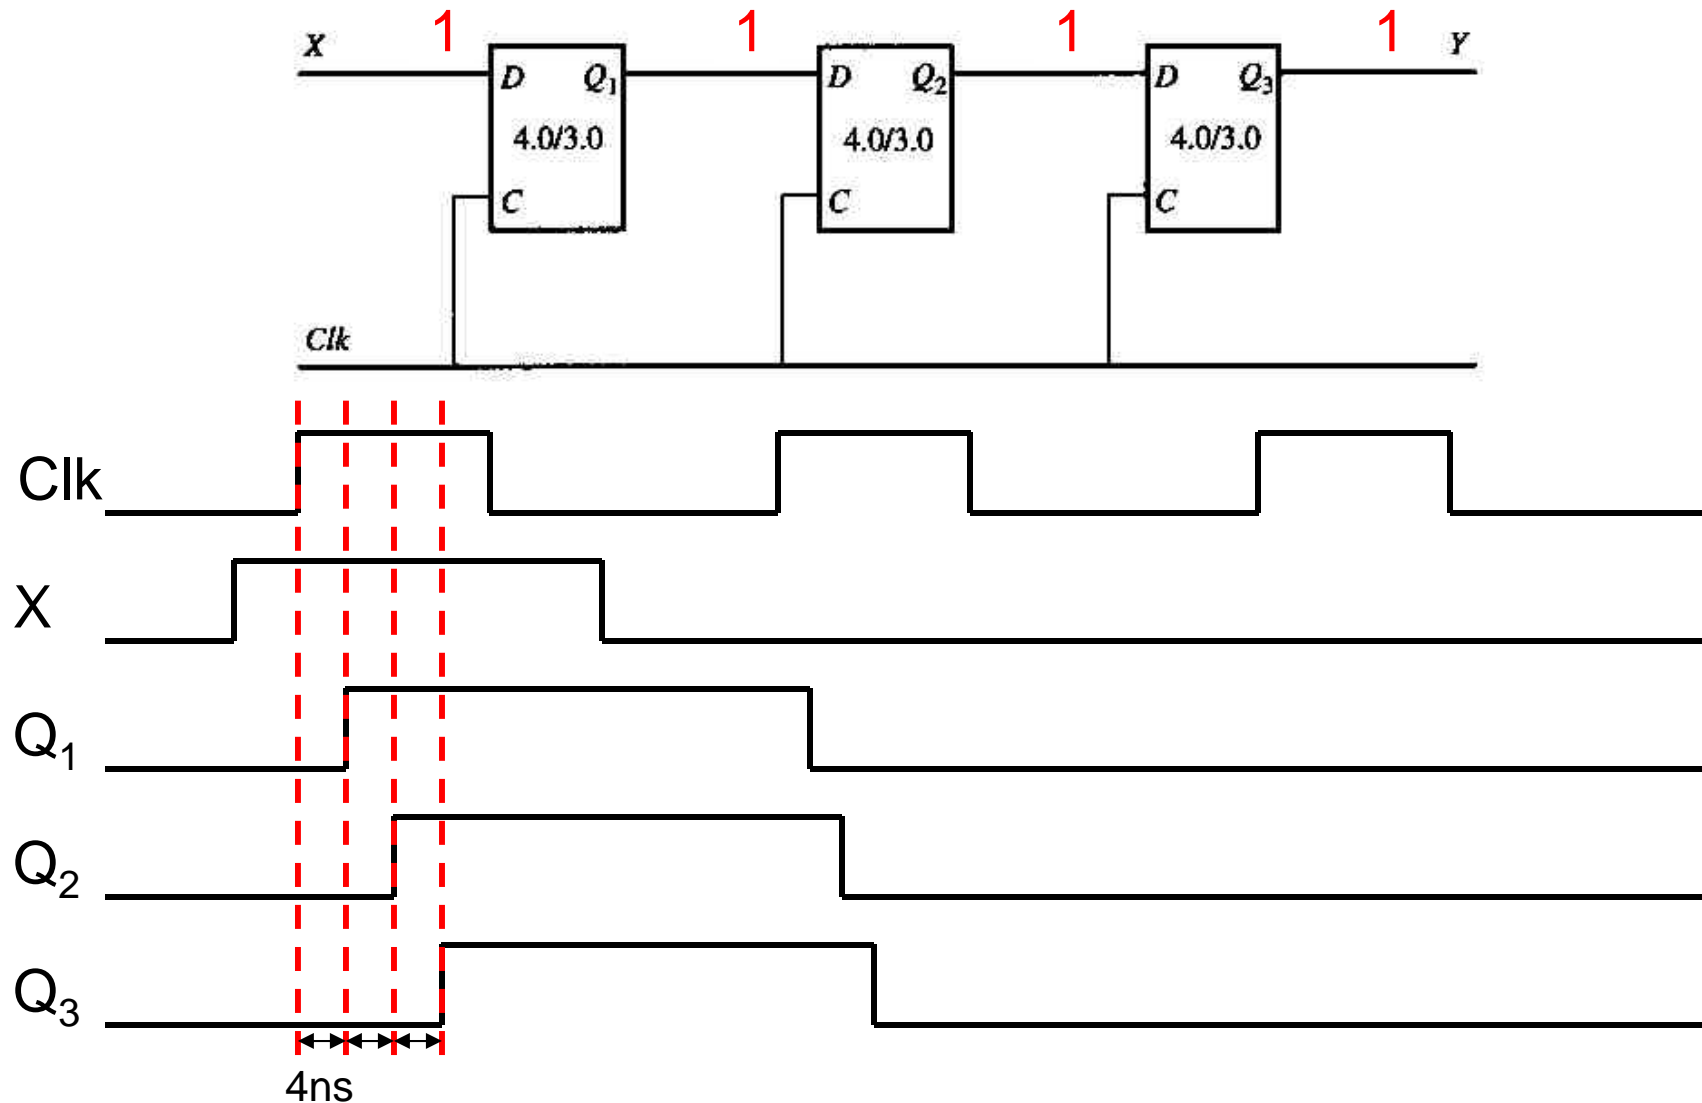 X 1 1 1 1 Y
D Q₁ D Q₂ D Q₃
4.0/3.0 4.0/3.0 4.0/3.0
C C C
Clk
Clk
X
Q₁
Q₂
Q₃
4ns